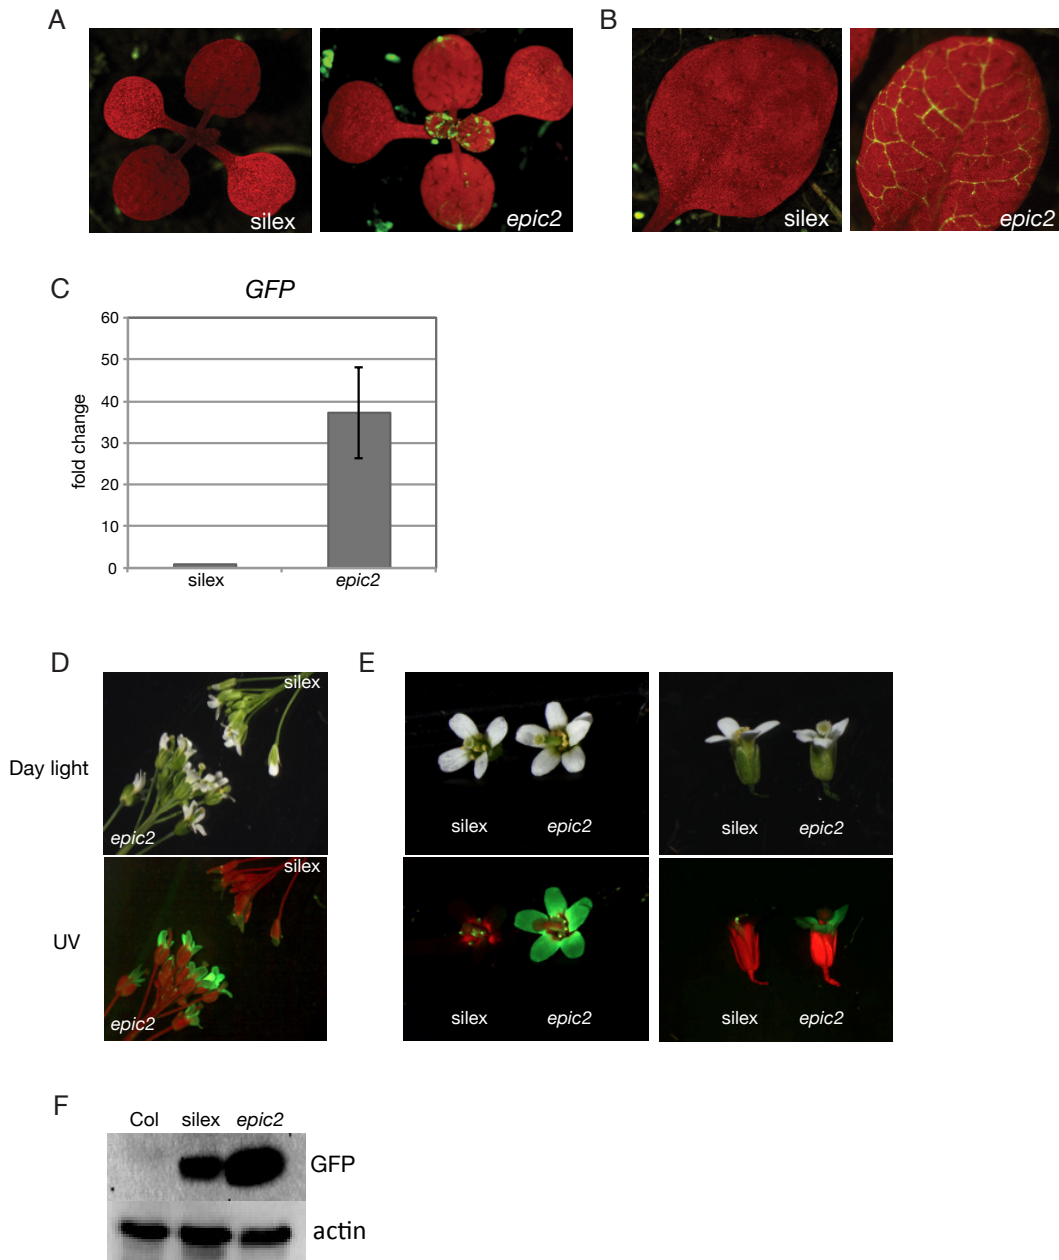 A
B
silex
epic2
silex
epic2
C
GFP
60
50
40
30
20
10
0
fold change
silex
epic2
D
E
Day light
silex
epic2
silex
epic2
silex
epic2
UV
silex
epic2
silex
epic2
silex
epic2
F
Col silex epic2
GFP
actin